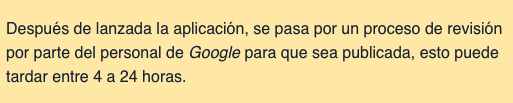 Después de lanzada la aplicación, se pasa por un proceso de revisión
por parte del personal de Google para que sea publicada, esto puede
tardar entre 4 a 24 horas.